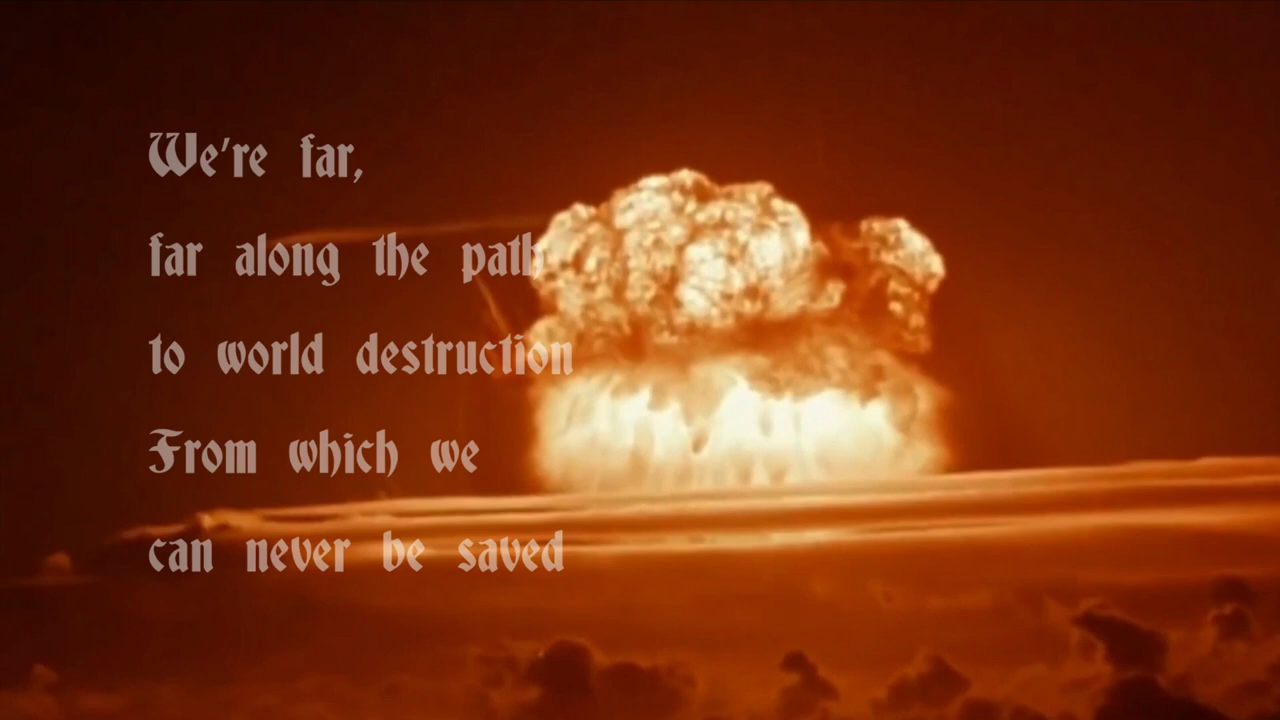 We're far,
far along the path
to world destruction
From which we
can never be saved